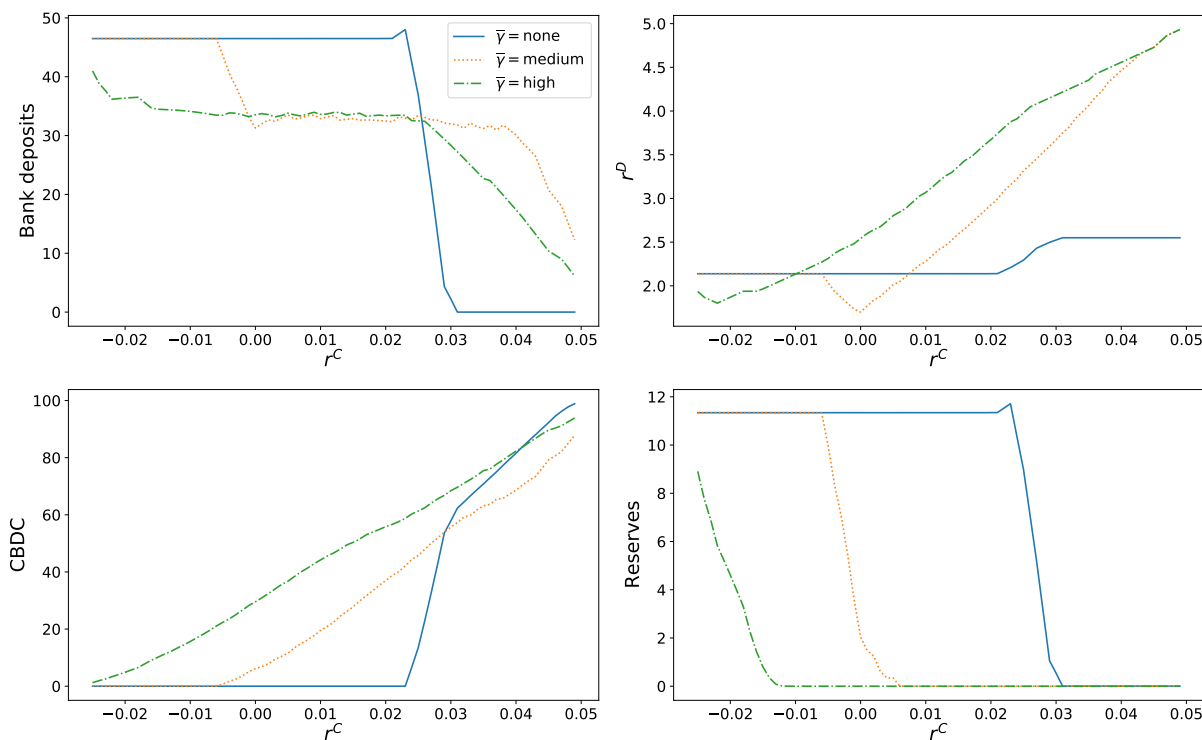 50
40
30
20
10
0
Bank deposits
γ̅ = none
γ̅ = medium
γ̅ = high
−0.02 −0.01 0.00 0.01 0.02 0.03 0.04 0.05
r^C
5.0
4.5
4.0
3.5
3.0
2.5
2.0
r^D
−0.02 −0.01 0.00 0.01 0.02 0.03 0.04 0.05
r^C
100
80
60
40
20
0
CBDC
−0.02 −0.01 0.00 0.01 0.02 0.03 0.04 0.05
r^C
12
10
8
6
4
2
0
Reserves
−0.02 −0.01 0.00 0.01 0.02 0.03 0.04 0.05
r^C